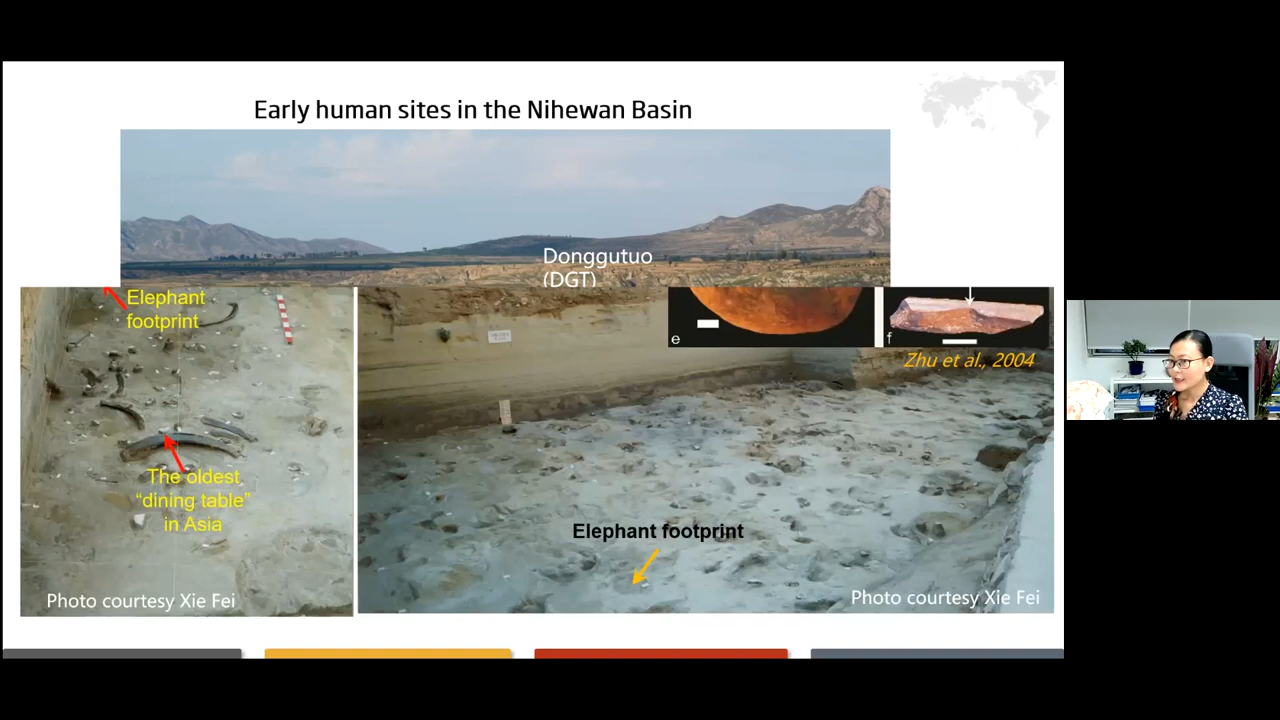 Early human sites in the Nihewan Basin
Donggutuo
(DGT)
Elephant
footprint
e
f
Zhu et al., 2004
The oldest
“dining table”
in Asia
Elephant footprint
Photo courtesy Xie Fei
Photo courtesy Xie Fei